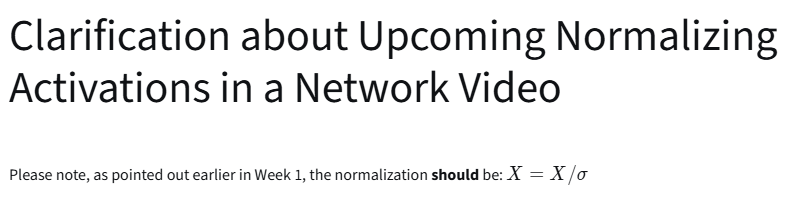 Clarification about Upcoming Normalizing
Activations in a Network Video
Please note, as pointed out earlier in Week 1, the normalization should be: X = X/σ